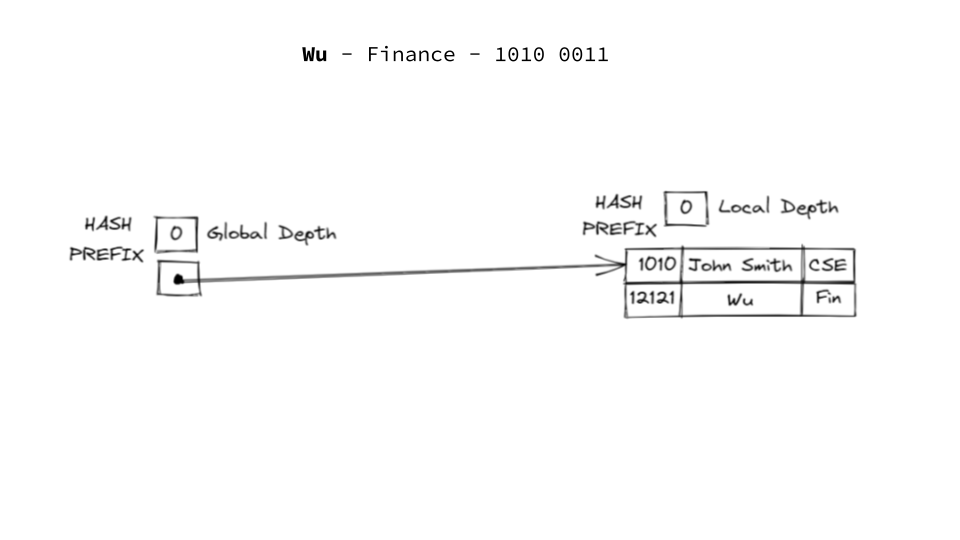 Wu - Finance - 1010 0011
HASH
PREFIX
0
Global Depth
HASH
PREFIX
0
Local Depth
1010 John Smith CSE
12121 Wu Fin